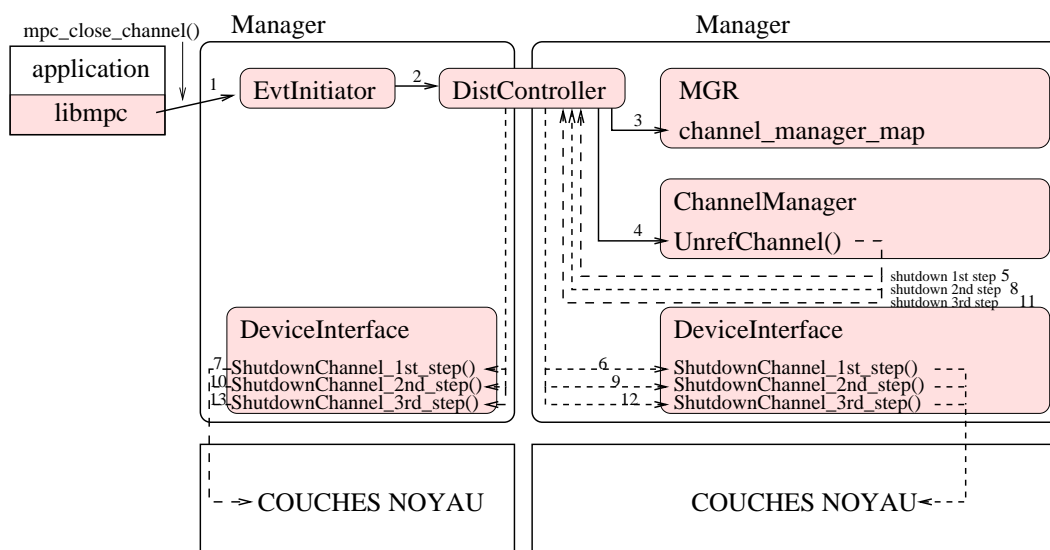 mpc_close_channel()
Manager
Manager
application
libmpc
1
EvtInitiator
2
DistController
3
MGR
channel_manager_map
ChannelManager
4
UnrefChannel()
shutdown 1st step 5
shutdown 2nd step 8
shutdown 3rd step 11
DeviceInterface
7 ShutdownChannel_1st_step()
10 ShutdownChannel_2nd_step()
13 ShutdownChannel_3rd_step()
DeviceInterface
6 ShutdownChannel_1st_step()
9 ShutdownChannel_2nd_step()
12 ShutdownChannel_3rd_step()
COUCHES NOYAU
COUCHES NOYAU